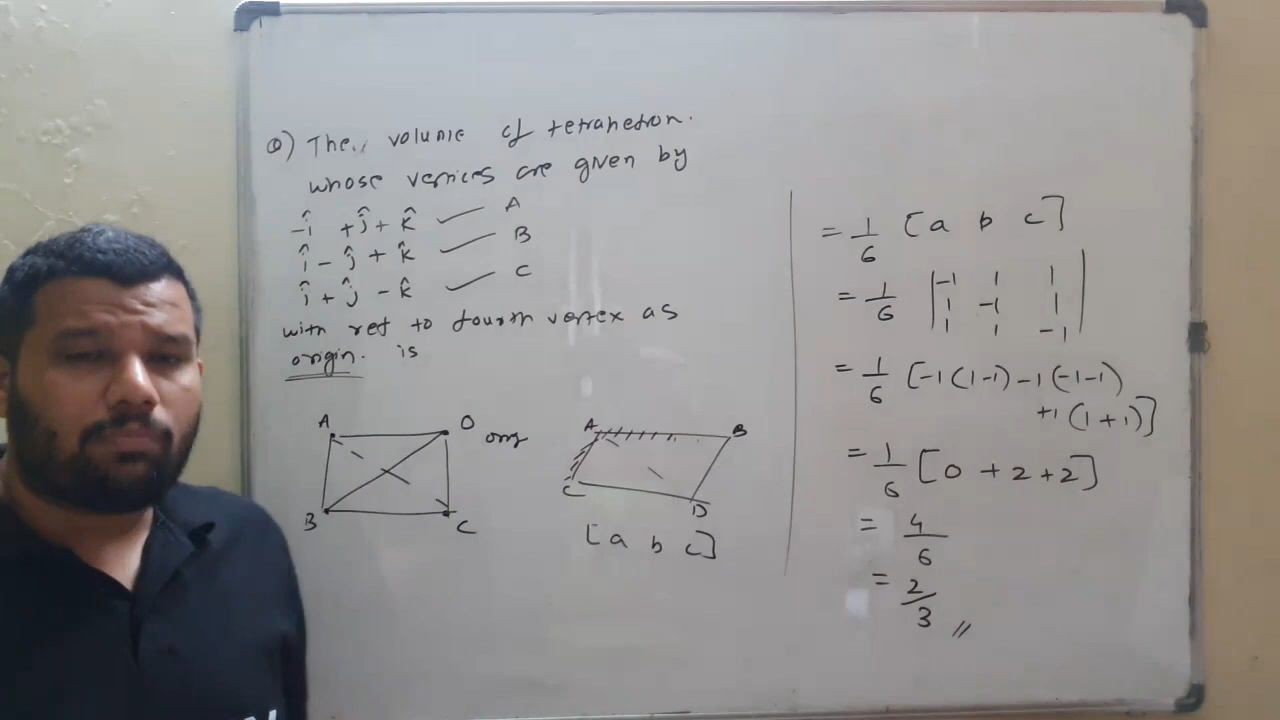 Q) The volume of tetrahetron.
whose vertices are given by
-î + ĵ + k̂ A
î - ĵ + k̂ B
î + ĵ - k̂ C
with ref to fourth vertex as
origin. is
A O
B C
A B
C D
[a b c]
= 1/6 [a b c]
= 1/6 |-1 1 1|
|1 -1 1|
|1 1 -1|
= 1/6 [-1(1-1) -1(-1-1)
+1(1+1)]
= 1/6 [0 + 2 + 2]
= 4/6
= 2/3 //